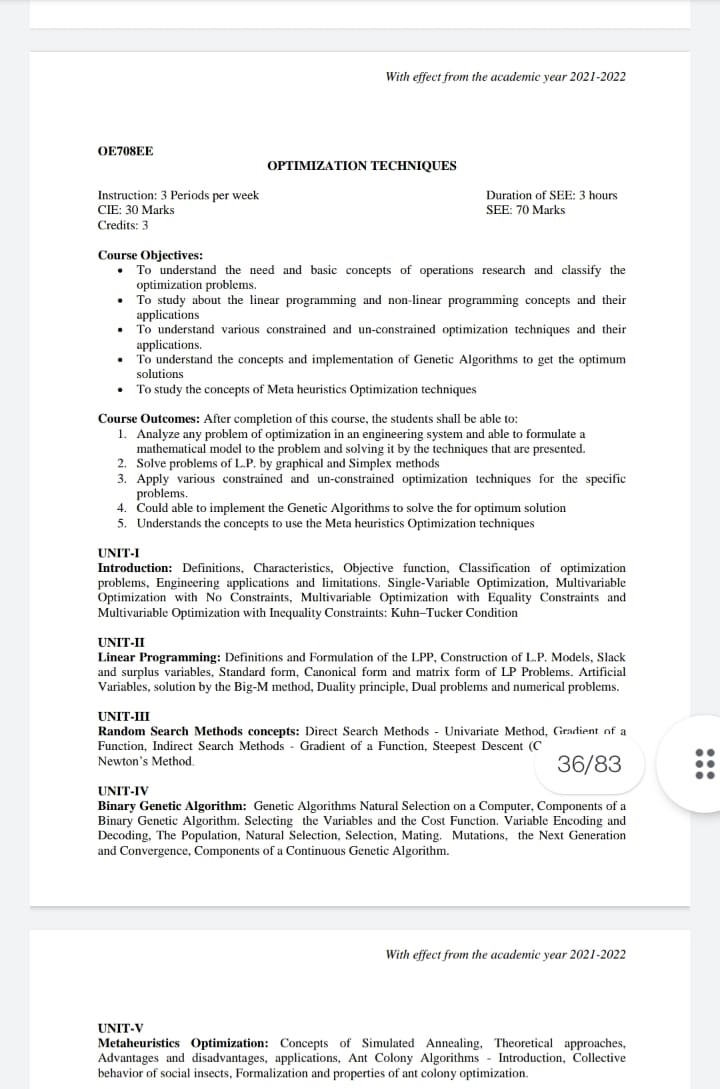 With effect from the academic year 2021-2022
OE708EE
OPTIMIZATION TECHNIQUES
Instruction: 3 Periods per week Duration of SEE: 3 hours
CIE: 30 Marks SEE: 70 Marks
Credits: 3
Course Objectives:
• To understand the need and basic concepts of operations research and classify the
optimization problems.
• To study about the linear programming and non-linear programming concepts and their
applications
• To understand various constrained and un-constrained optimization techniques and their
applications.
• To understand the concepts and implementation of Genetic Algorithms to get the optimum
solutions
• To study the concepts of Meta heuristics Optimization techniques
Course Outcomes: After completion of this course, the students shall be able to:
1. Analyze any problem of optimization in an engineering system and able to formulate a
mathematical model to the problem and solving it by the techniques that are presented.
2. Solve problems of L.P. by graphical and Simplex methods
3. Apply various constrained and un-constrained optimization techniques for the specific
problems.
4. Could able to implement the Genetic Algorithms to solve the for optimum solution
5. Understands the concepts to use the Meta heuristics Optimization techniques
UNIT-I
Introduction: Definitions, Characteristics, Objective function, Classification of optimization
problems, Engineering applications and limitations. Single-Variable Optimization, Multivariable
Optimization with No Constraints, Multivariable Optimization with Equality Constraints and
Multivariable Optimization with Inequality Constraints: Kuhn–Tucker Condition
UNIT-II
Linear Programming: Definitions and Formulation of the LPP, Construction of L.P. Models, Slack
and surplus variables, Standard form, Canonical form and matrix form of LP Problems. Artificial
Variables, solution by the Big-M method, Duality principle, Dual problems and numerical problems.
UNIT-III
Random Search Methods concepts: Direct Search Methods - Univariate Method, Gradient of a
Function, Indirect Search Methods - Gradient of a Function, Steepest Descent (C
Newton's Method.
36/83
UNIT-IV
Binary Genetic Algorithm: Genetic Algorithms Natural Selection on a Computer, Components of a
Binary Genetic Algorithm. Selecting the Variables and the Cost Function. Variable Encoding and
Decoding, The Population, Natural Selection, Selection, Mating. Mutations, the Next Generation
and Convergence, Components of a Continuous Genetic Algorithm.
With effect from the academic year 2021-2022
UNIT-V
Metaheuristics Optimization: Concepts of Simulated Annealing, Theoretical approaches,
Advantages and disadvantages, applications, Ant Colony Algorithms - Introduction, Collective
behavior of social insects, Formalization and properties of ant colony optimization.